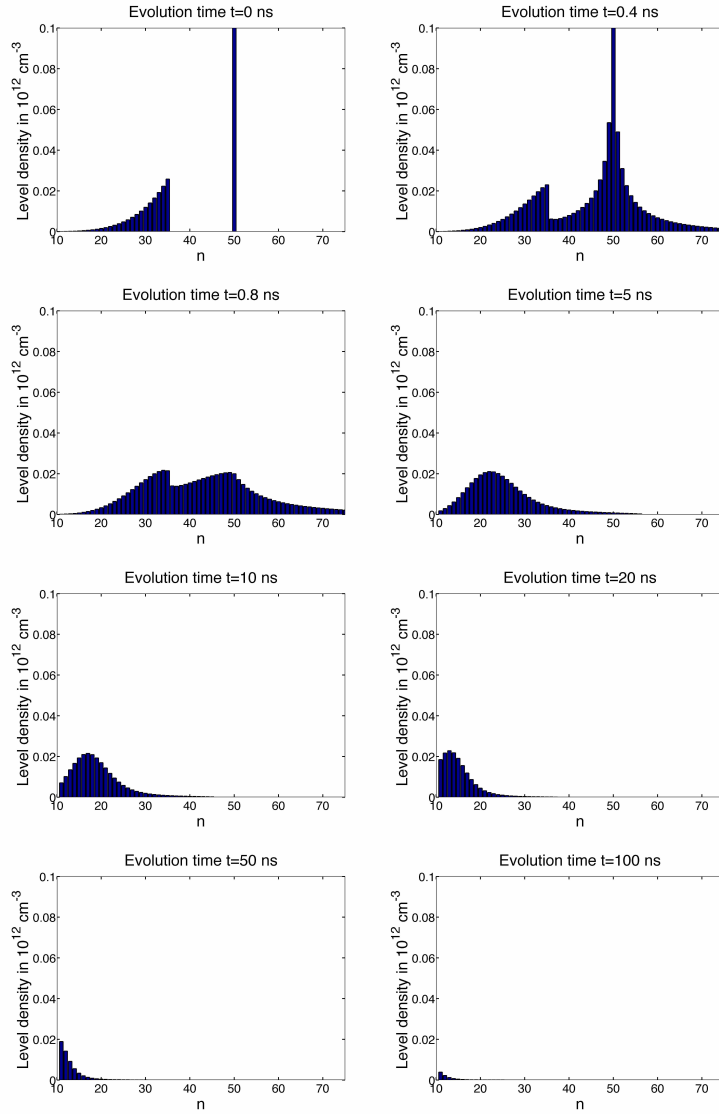 Evolution time t=0 ns
Level density in 10^12 cm^-3
0.1
0.08
0.06
0.04
0.02
0
10 20 30 40 50 60 70
n
Evolution time t=0.4 ns
Level density in 10^12 cm^-3
0.1
0.08
0.06
0.04
0.02
0
10 20 30 40 50 60 70
n
Evolution time t=0.8 ns
Level density in 10^12 cm^-3
0.1
0.08
0.06
0.04
0.02
0
10 20 30 40 50 60 70
n
Evolution time t=5 ns
Level density in 10^12 cm^-3
0.1
0.08
0.06
0.04
0.02
0
10 20 30 40 50 60 70
n
Evolution time t=10 ns
Level density in 10^12 cm^-3
0.1
0.08
0.06
0.04
0.02
0
10 20 30 40 50 60 70
n
Evolution time t=20 ns
Level density in 10^12 cm^-3
0.1
0.08
0.06
0.04
0.02
0
10 20 30 40 50 60 70
n
Evolution time t=50 ns
Level density in 10^12 cm^-3
0.1
0.08
0.06
0.04
0.02
0
10 20 30 40 50 60 70
n
Evolution time t=100 ns
Level density in 10^12 cm^-3
0.1
0.08
0.06
0.04
0.02
0
10 20 30 40 50 60 70
n